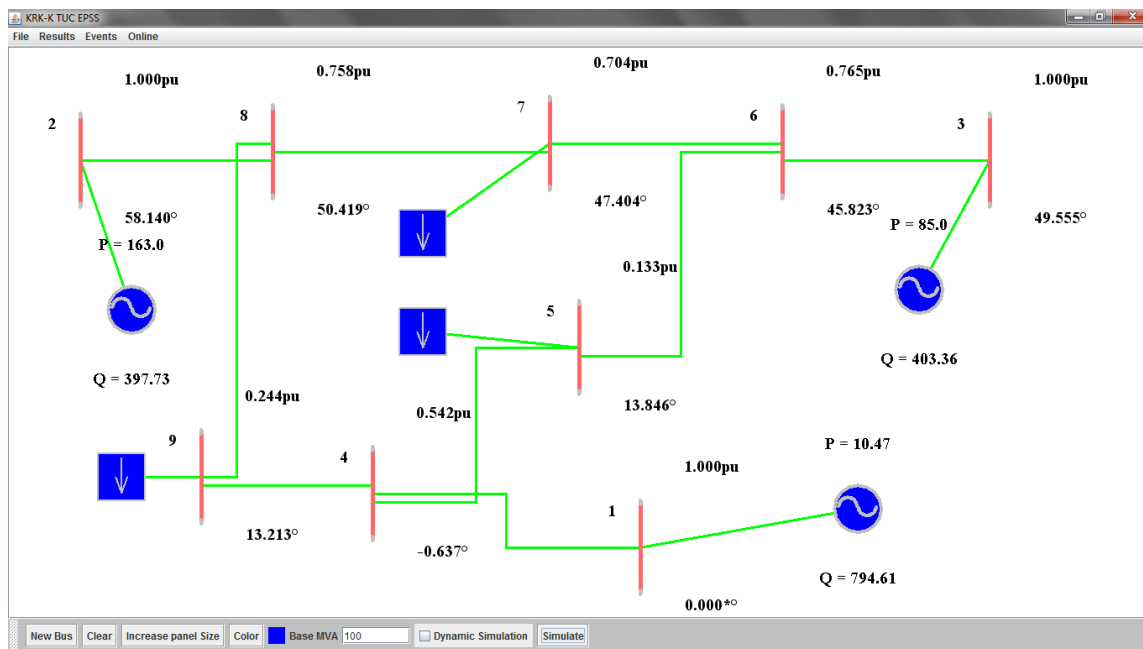 KRK-K TUC EPSS
File Results Events Online
1.000pu
0.758pu
0.704pu
0.765pu
1.000pu
2
8
7
6
3
58.140°
50.419°
47.404°
45.823°
49.555°
P = 163.0
P = 85.0
0.133pu
5
Q = 397.73
Q = 403.36
0.244pu
0.542pu
13.846°
9
4
1.000pu
P = 10.47
1
13.213°
-0.637°
Q = 794.61
0.000*°
New Bus Clear Increase panel Size Color Base MVA 100 Dynamic Simulation Simulate